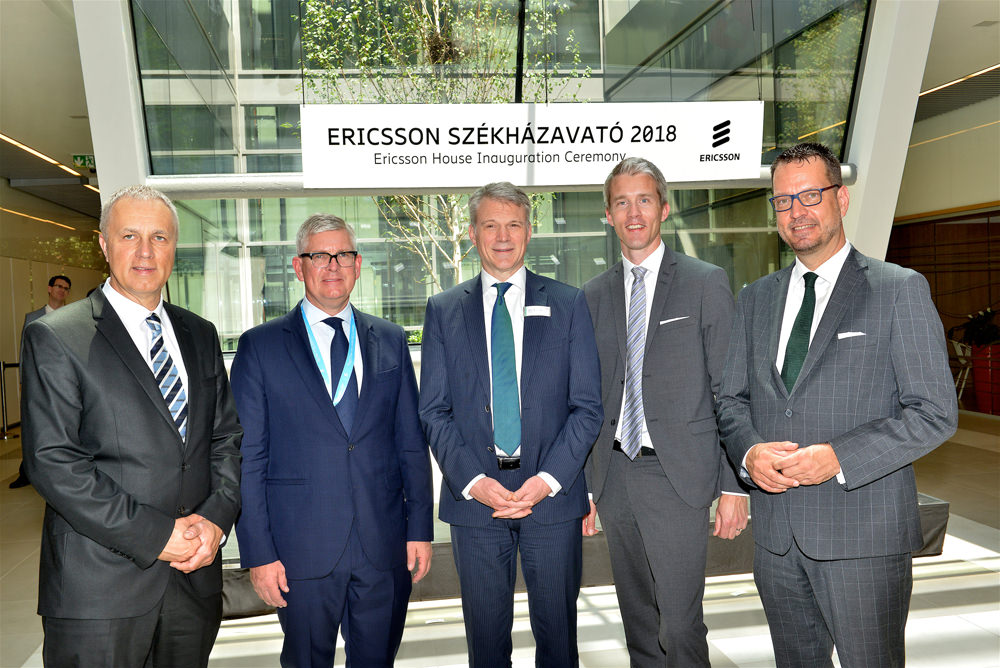 ERICSSON SZÉKHÁZAVATÓ 2018
Ericsson House Inauguration Ceremony
ERICSSON